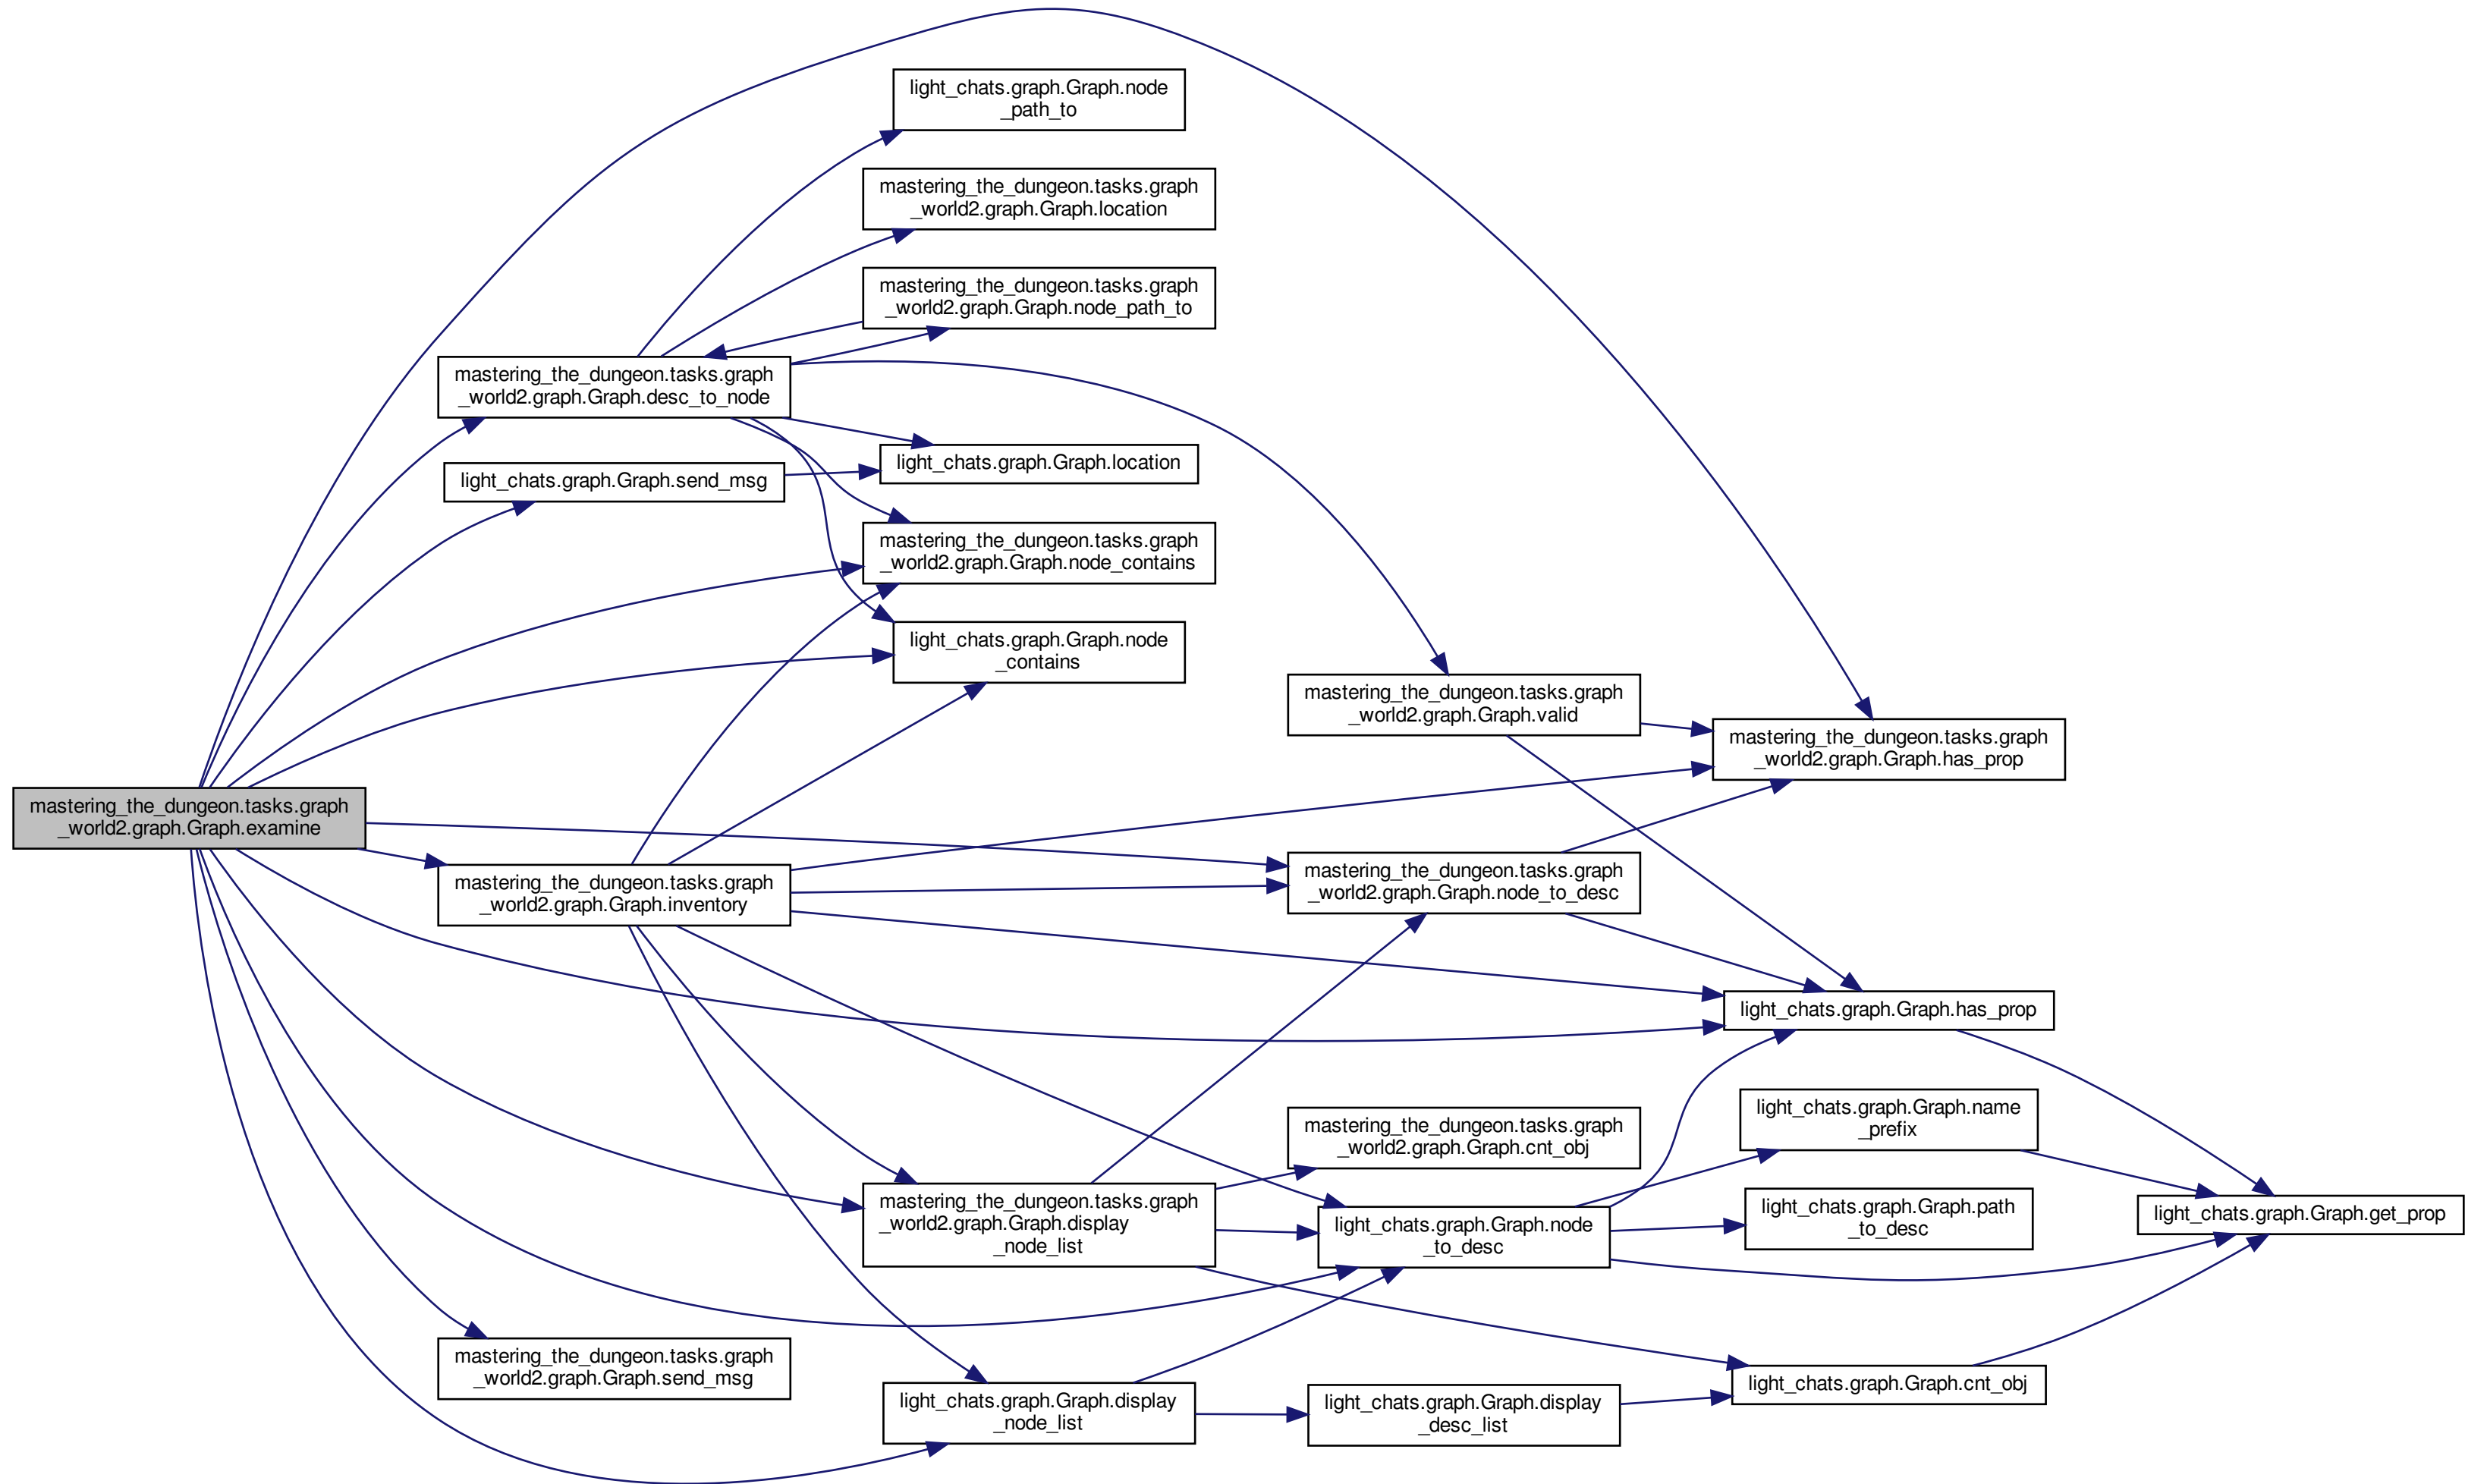 light_chats.graph.Graph.node
_path_to
mastering_the_dungeon.tasks.graph
_world2.graph.Graph.location
mastering_the_dungeon.tasks.graph
_world2.graph.Graph.node_path_to
mastering_the_dungeon.tasks.graph
_world2.graph.Graph.desc_to_node
light_chats.graph.Graph.location
light_chats.graph.Graph.send_msg
mastering_the_dungeon.tasks.graph
_world2.graph.Graph.node_contains
light_chats.graph.Graph.node
_contains
mastering_the_dungeon.tasks.graph
_world2.graph.Graph.valid
mastering_the_dungeon.tasks.graph
_world2.graph.Graph.has_prop
mastering_the_dungeon.tasks.graph
_world2.graph.Graph.examine
mastering_the_dungeon.tasks.graph
_world2.graph.Graph.inventory
mastering_the_dungeon.tasks.graph
_world2.graph.Graph.node_to_desc
light_chats.graph.Graph.has_prop
light_chats.graph.Graph.name
_prefix
mastering_the_dungeon.tasks.graph
_world2.graph.Graph.cnt_obj
mastering_the_dungeon.tasks.graph
_world2.graph.Graph.display
_node_list
light_chats.graph.Graph.node
_to_desc
light_chats.graph.Graph.path
_to_desc
light_chats.graph.Graph.get_prop
mastering_the_dungeon.tasks.graph
_world2.graph.Graph.send_msg
light_chats.graph.Graph.display
_node_list
light_chats.graph.Graph.display
_desc_list
light_chats.graph.Graph.cnt_obj